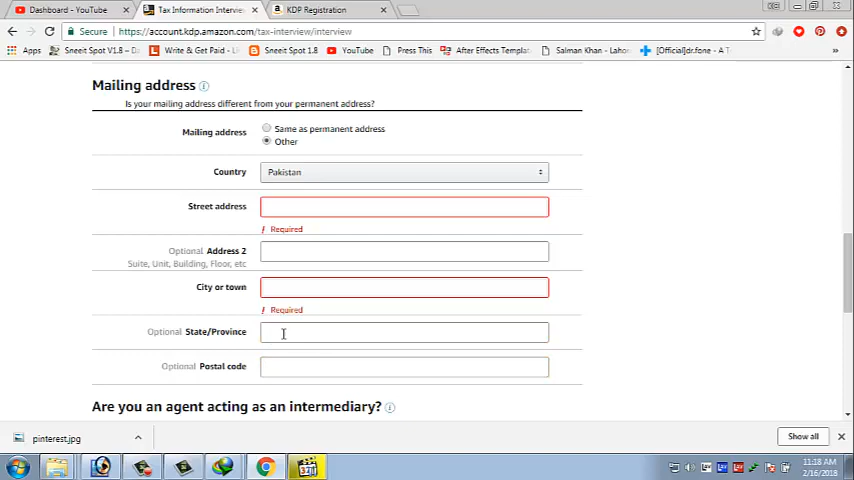 Dashboard - YouTube
Tax Information Interview
KDP Registration
Secure
https://account.kdp.amazon.com/tax-interview/interview
Apps
Sneeit Spot V1.8 – D
Write & Get Paid - L
Sneeit Spot 1.8
YouTube
Press This
After Effects Templat
Salman Khan - Lahor
[Official]dr.fone - A T
Mailing address
Is your mailing address different from your permanent address?
Mailing address
Same as permanent address
Other
Country
Pakistan
Street address
! Required
Optional Address 2
Suite, Unit, Building, Floor, etc
City or town
! Required
Optional State/Province
Optional Postal code
Are you an agent acting as an intermediary?
pinterest.jpg
Show all
11:18 AM
2/16/2018